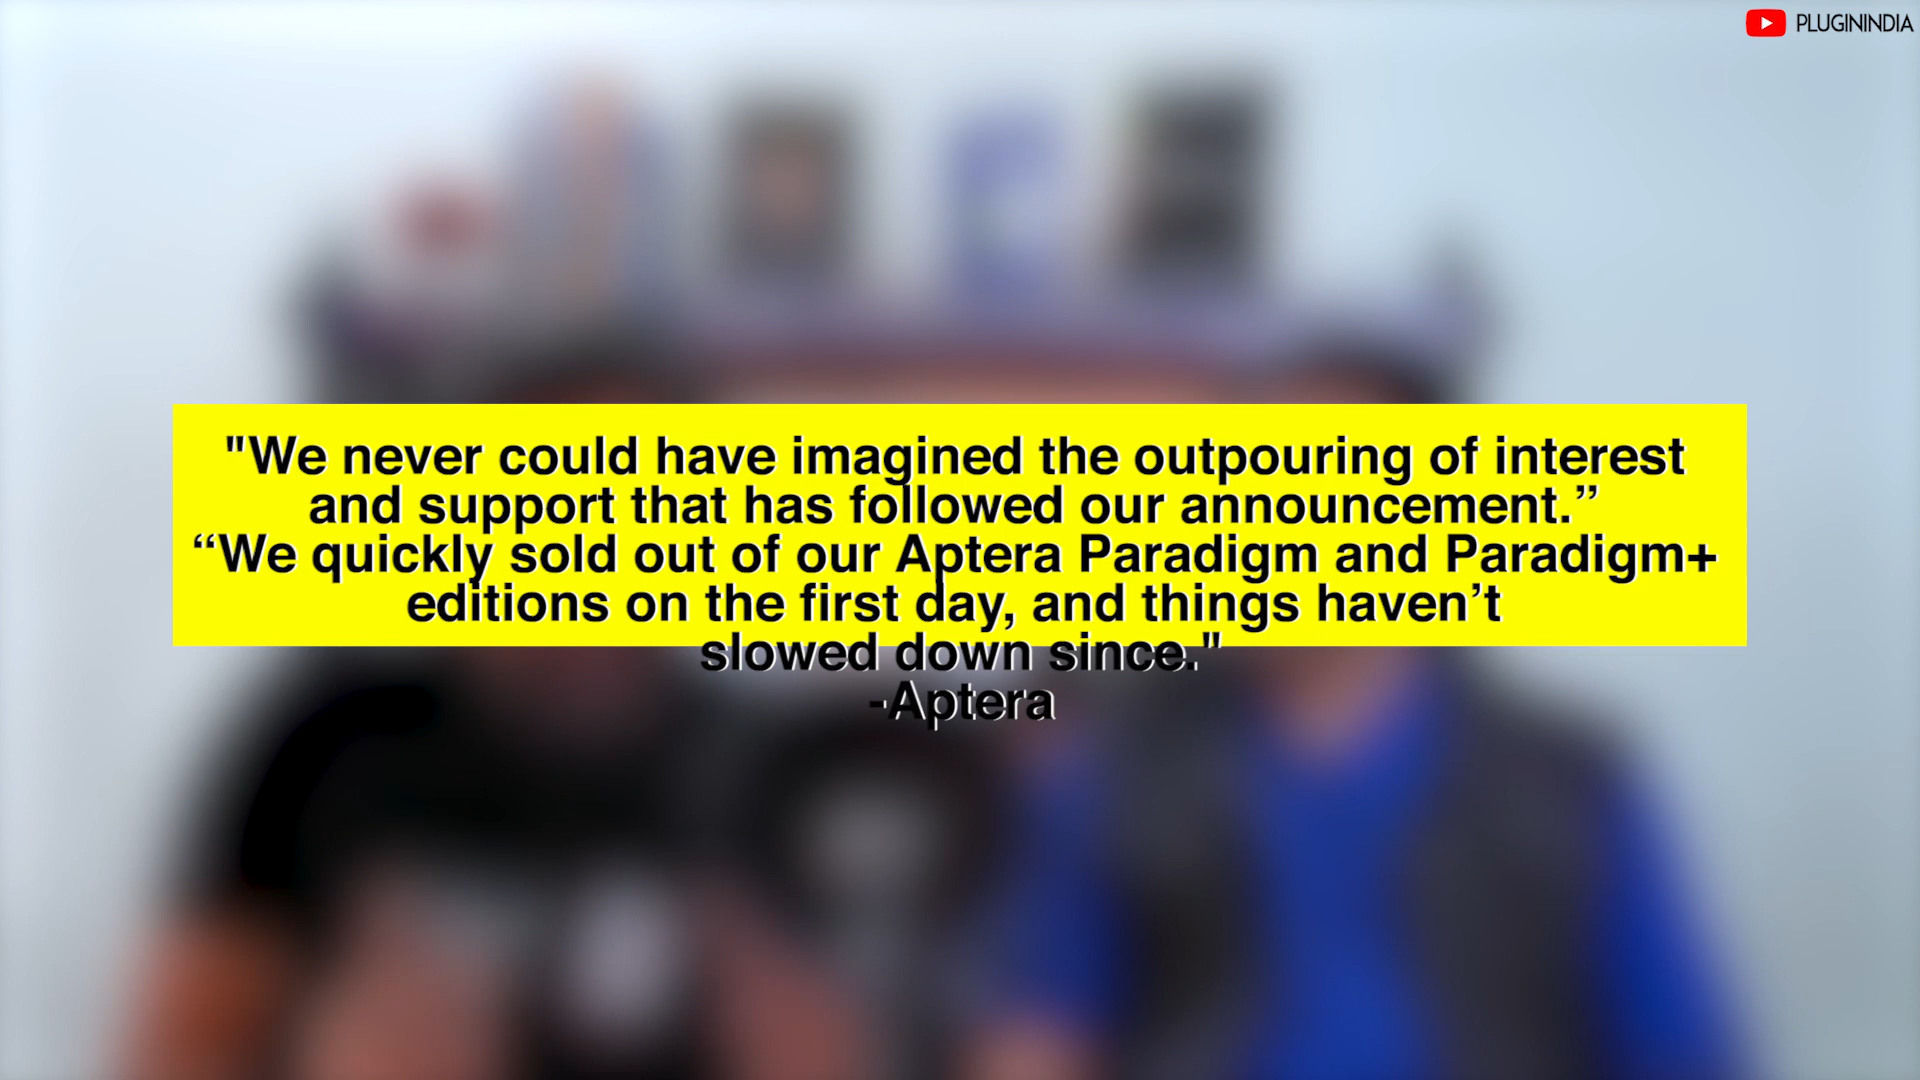 PLUGININDIA
"We never could have imagined the outpouring of interest
and support that has followed our announcement.”
“We quickly sold out of our Aptera Paradigm and Paradigm+
editions on the first day, and things haven’t
slowed down since."
-Aptera